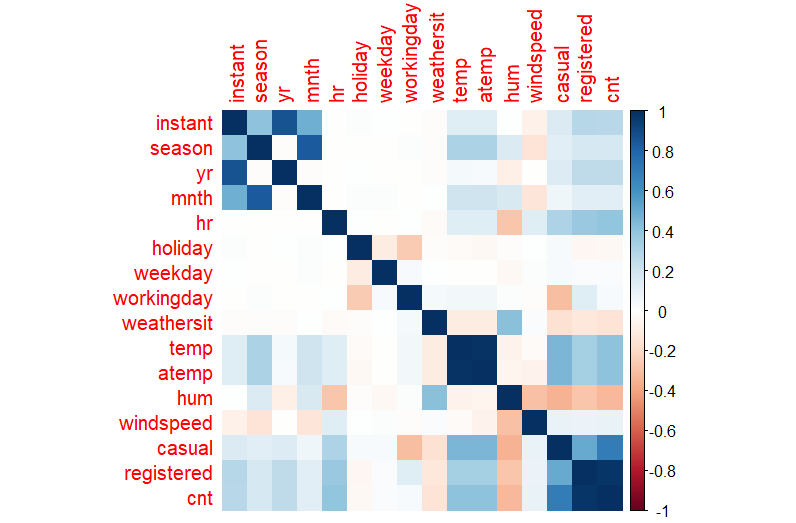 instant
season
yr
mnth
hr
holiday
weekday
workingday
weathersit
temp
atemp
hum
windspeed
casual
registered
cnt
instant
season
yr
mnth
hr
holiday
weekday
workingday
weathersit
temp
atemp
hum
windspeed
casual
registered
cnt
1
0.8
0.6
0.4
0.2
0
-0.2
-0.4
-0.6
-0.8
-1